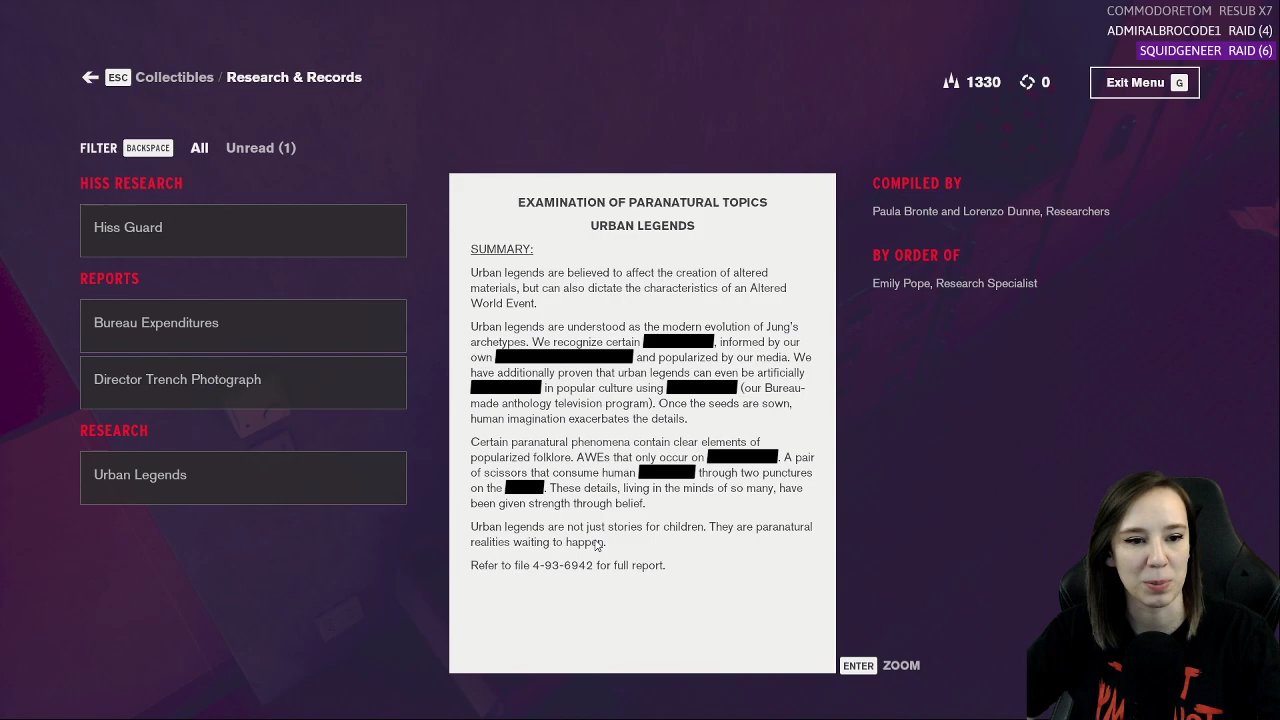 COMMODORETOM RESUB X7
ADMIRALBROCODE1 RAID (4)
SQUIDGENEER RAID (6)
ESC Collectibles / Research & Records
1330 0
Exit Menu G
FILTER BACKSPACE All Unread (1)
HISS RESEARCH
Hiss Guard
REPORTS
Bureau Expenditures
Director Trench Photograph
RESEARCH
Urban Legends
EXAMINATION OF PARANATURAL TOPICS
URBAN LEGENDS
SUMMARY:
Urban legends are believed to affect the creation of altered
materials, but can also dictate the characteristics of an Altered
World Event.
Urban legends are understood as the modern evolution of Jung's
archetypes. We recognize certain , informed by our
own and popularized by our media. We
have additionally proven that urban legends can even be artificially
in popular culture using (our Bureau-
made anthology television program). Once the seeds are sown,
human imagination exacerbates the details.
Certain paranatural phenomena contain clear elements of
popularized folklore. AWEs that only occur on . A pair
of scissors that consume human through two punctures
on the . These details, living in the minds of so many, have
been given strength through belief.
Urban legends are not just stories for children. They are paranatural
realities waiting to happen.
Refer to file 4-93-6942 for full report.
ENTER ZOOM
COMPILED BY
Paula Bronte and Lorenzo Dunne, Researchers
BY ORDER OF
Emily Pope, Research Specialist